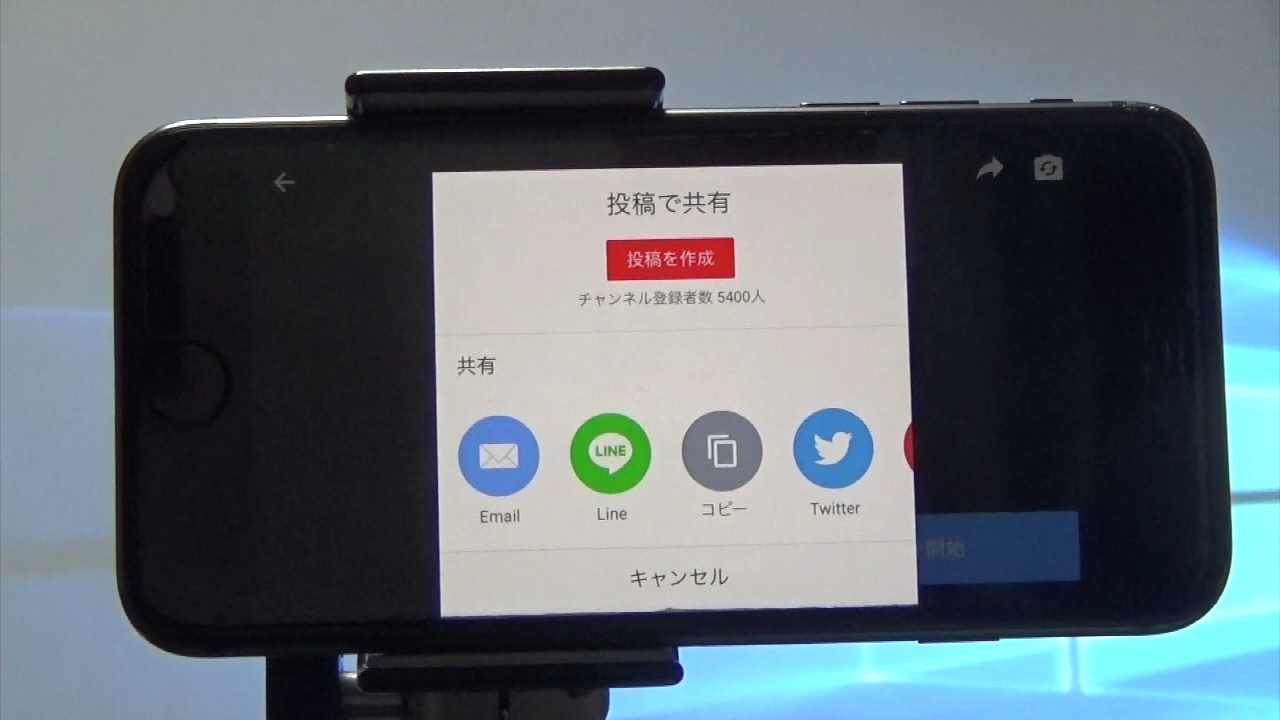 投稿で共有
投稿を作成
チャンネル登録者数 5400人
共有
LINE
Email
Line
コピー
Twitter
開始
キャンセル